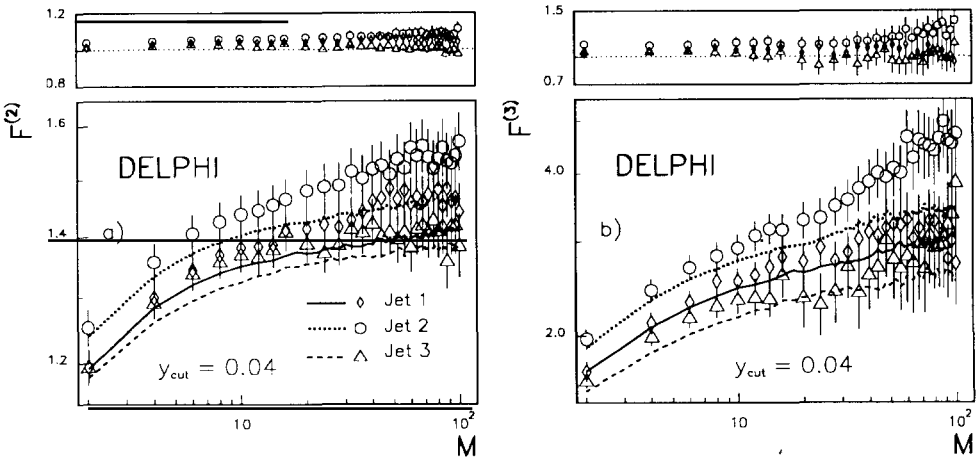 1.2
1.0
0.8
F(2)
1.6
DELPHI
a)
1.4
Jet 1
Jet 2
Jet 3
1.2
ycut = 0.04
10
10²
M
1.5
1.1
0.7
F(3)
4.0
DELPHI
b)
2.0
ycut = 0.04
10
10²
M